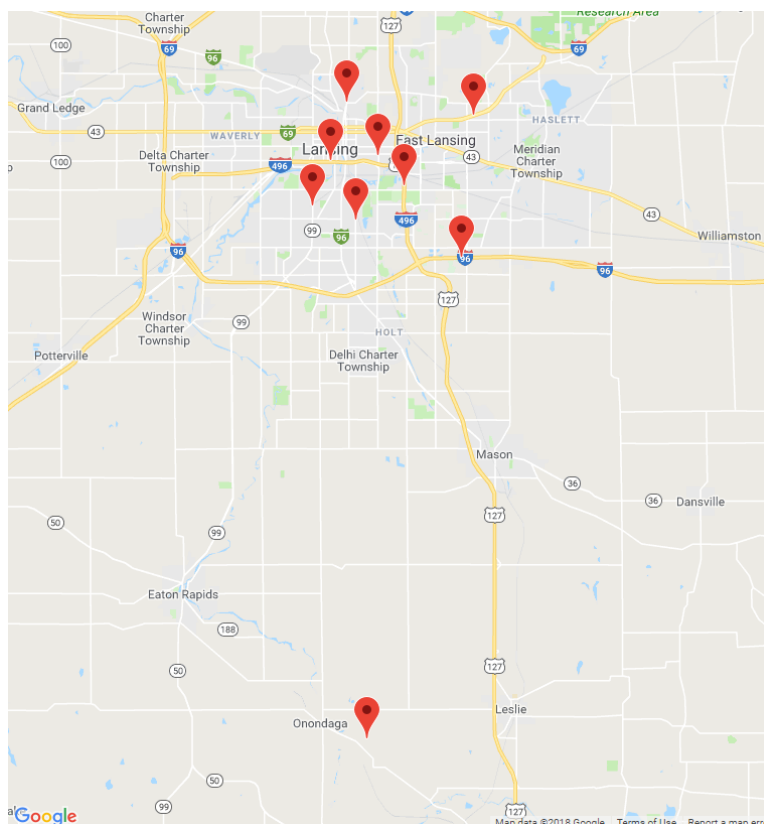 Charter
Township
127
Research Area
100
69
96
69
Grand Ledge
HASLETT
43
WAVERLY
69
East Lansing
Lansing
Meridian
Charter
Township
43
100
Delta Charter
Township
496
43
Williamston
99
96
496
96
96
96
127
Windsor
Charter
Township
99
HOLT
Potterville
Delhi Charter
Township
Mason
36
36
Dansville
50
127
99
Eaton Rapids
188
127
50
Leslie
Onondaga
50
99
127
Google
Map data ©2018 Google
Terms of Use
Report a map